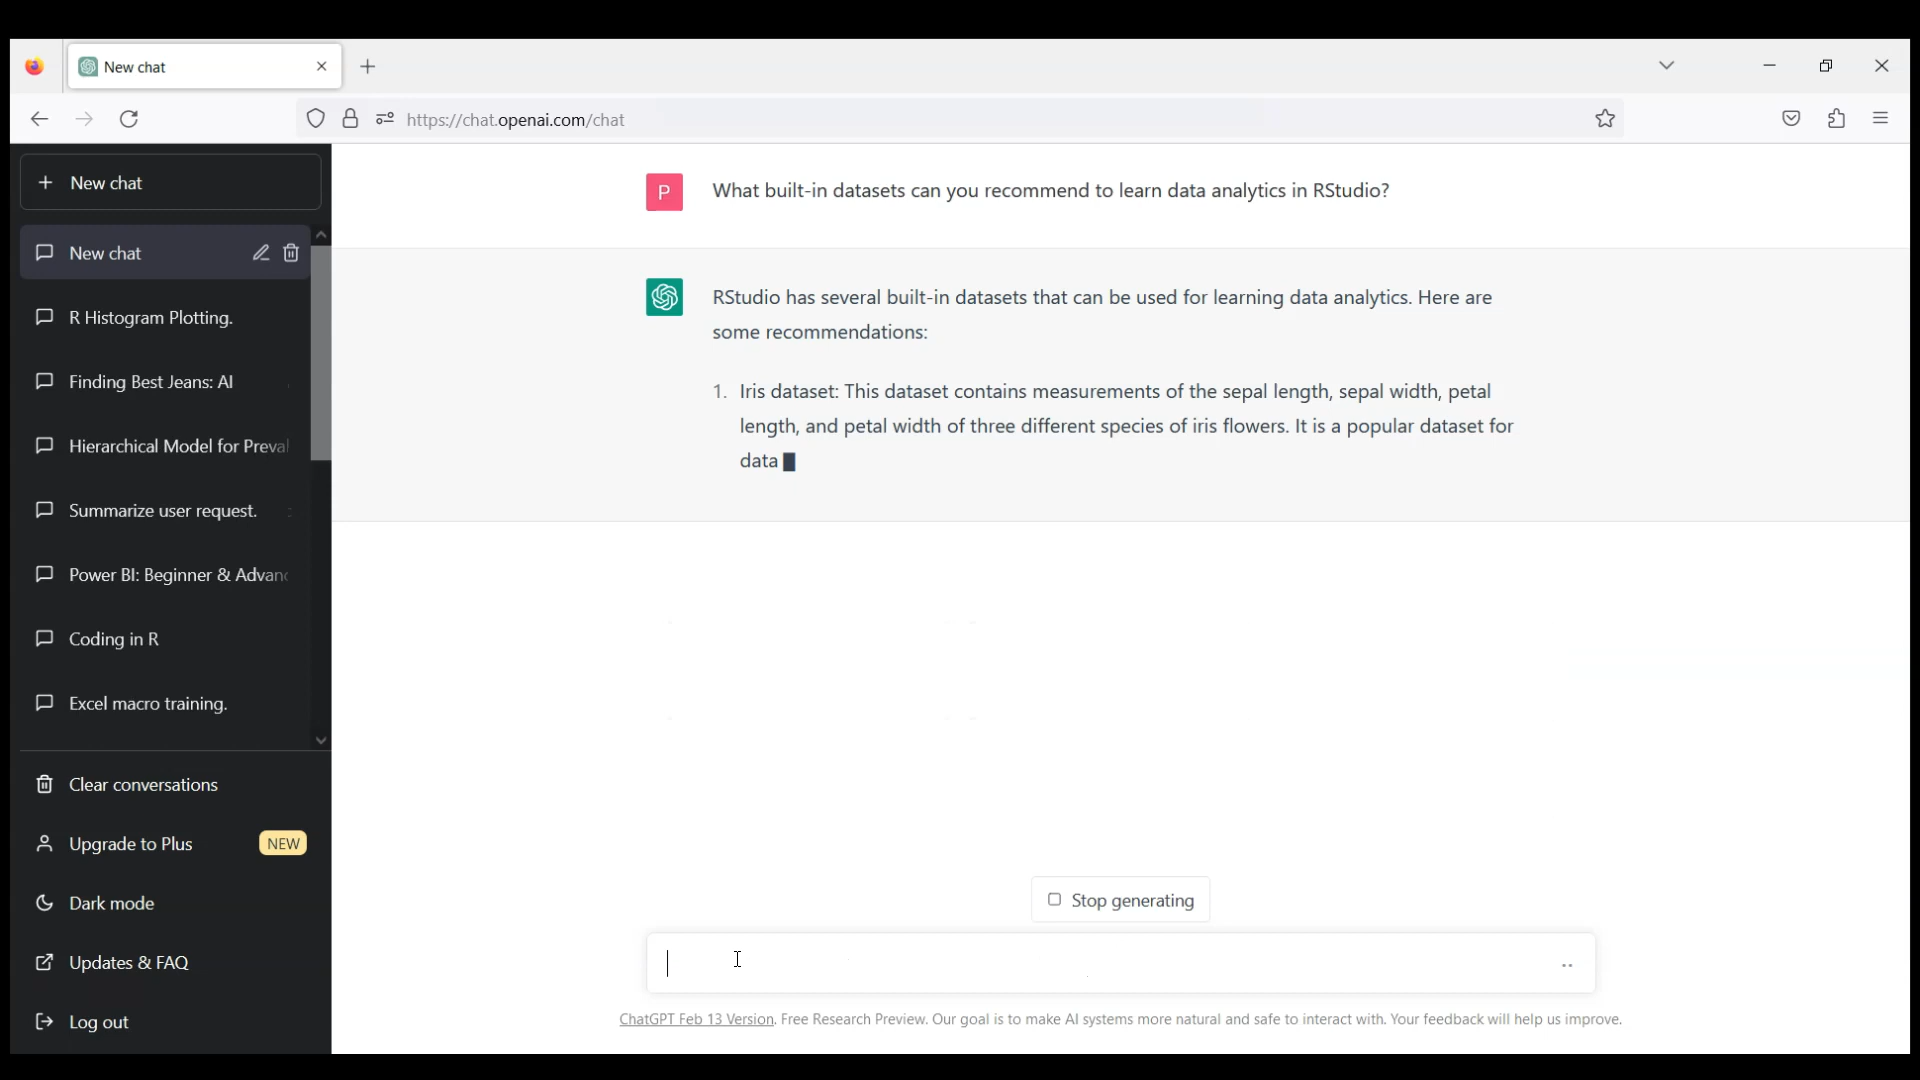 New chat
https://chat.openai.com/chat
New chat
New chat
R Histogram Plotting.
Finding Best Jeans: AI
Hierarchical Model for Preval
Summarize user request.
Power BI: Beginner & Advanc
Coding in R
Excel macro training.
Clear conversations
Upgrade to Plus NEW
Dark mode
Updates & FAQ
Log out
P What built-in datasets can you recommend to learn data analytics in RStudio?
RStudio has several built-in datasets that can be used for learning data analytics. Here are
some recommendations:
1. Iris dataset: This dataset contains measurements of the sepal length, sepal width, petal
length, and petal width of three different species of iris flowers. It is a popular dataset for
data
Stop generating
ChatGPT Feb 13 Version. Free Research Preview. Our goal is to make AI systems more natural and safe to interact with. Your feedback will help us improve.